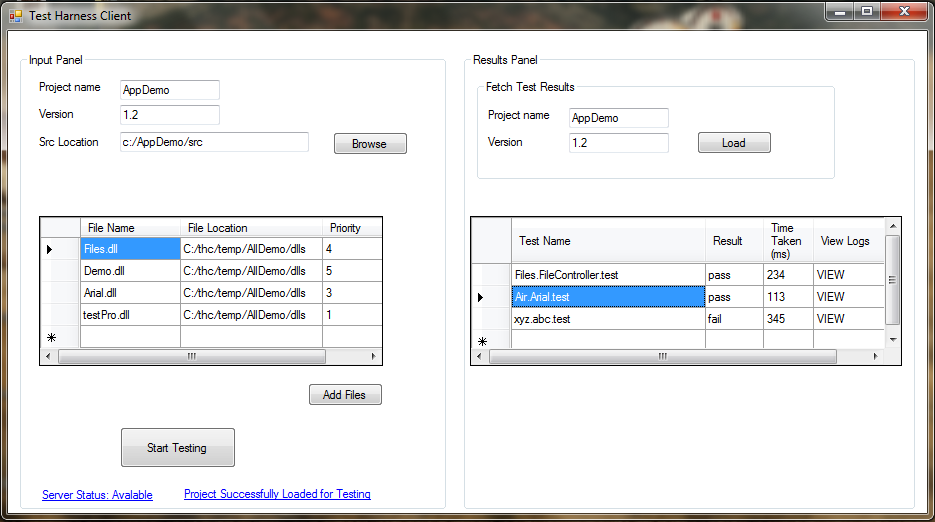 Test Harness Client
Input Panel
Project name AppDemo
Version 1.2
Src Location c:/AppDemo/src Browse
File Name File Location Priority
Files.dll C:/thc/temp/AllDemo/dlls 4
Demo.dll C:/thc/temp/AllDemo/dlls 5
Arial.dll C:/thc/temp/AllDemo/dlls 3
testPro.dll C:/thc/temp/AllDemo/dlls 1
Add Files
Start Testing
Server Status: Avalable Project Successfully Loaded for Testing
Results Panel
Fetch Test Results
Project name AppDemo
Version 1.2 Load
Test Name Result Time Taken (ms) View Logs
Files.FileController.test pass 234 VIEW
Air.Arial.test pass 113 VIEW
xyz.abc.test fail 345 VIEW